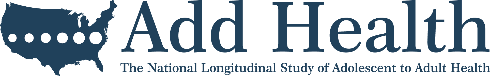 Add Health
The National Longitudinal Study of Adolescent to Adult Health